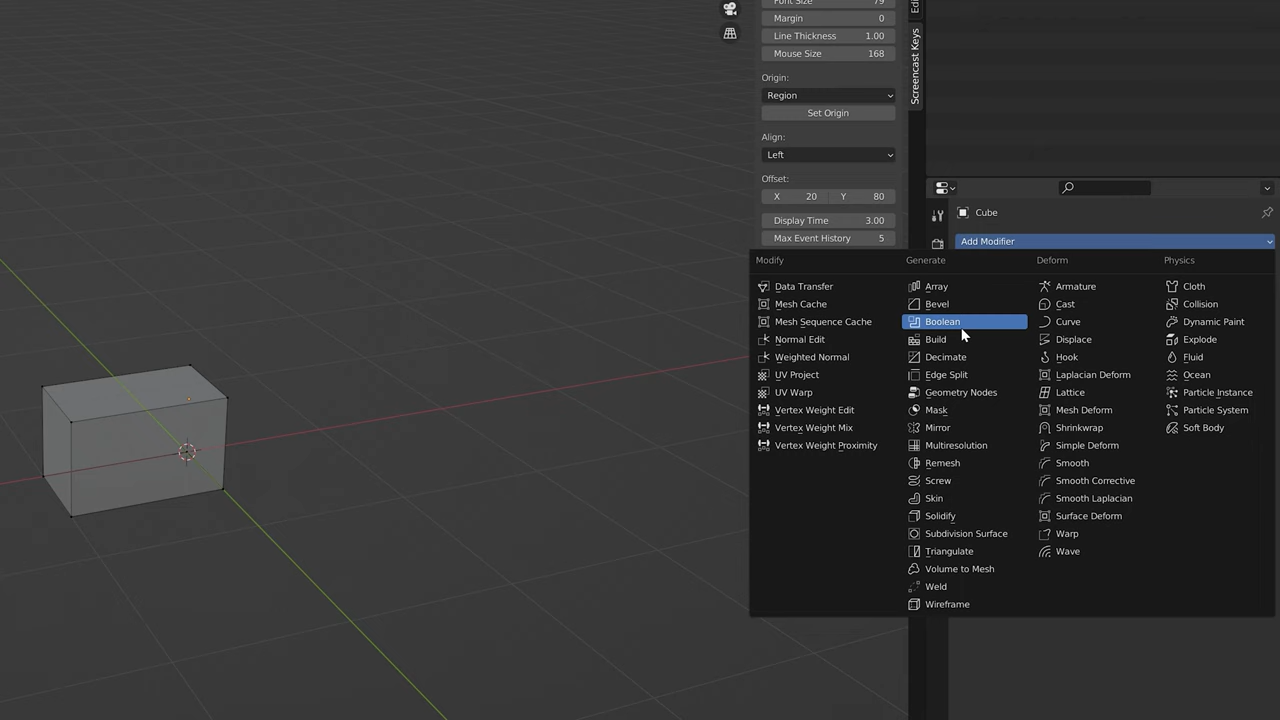 Font Size 79
Margin 0
Line Thickness 1.00
Mouse Size 168
Origin:
Region
Set Origin
Align:
Left
Offset:
X 20 Y 80
Display Time 3.00
Max Event History 5
Screencast Keys
Cube
Add Modifier
Modify
Data Transfer
Mesh Cache
Mesh Sequence Cache
Normal Edit
Weighted Normal
UV Project
UV Warp
Vertex Weight Edit
Vertex Weight Mix
Vertex Weight Proximity
Generate
Array
Bevel
Boolean
Build
Decimate
Edge Split
Geometry Nodes
Mask
Mirror
Multiresolution
Remesh
Screw
Skin
Solidify
Subdivision Surface
Triangulate
Volume to Mesh
Weld
Wireframe
Deform
Armature
Cast
Curve
Displace
Hook
Laplacian Deform
Lattice
Mesh Deform
Shrinkwrap
Simple Deform
Smooth
Smooth Corrective
Smooth Laplacian
Surface Deform
Warp
Wave
Physics
Cloth
Collision
Dynamic Paint
Explode
Fluid
Ocean
Particle Instance
Particle System
Soft Body